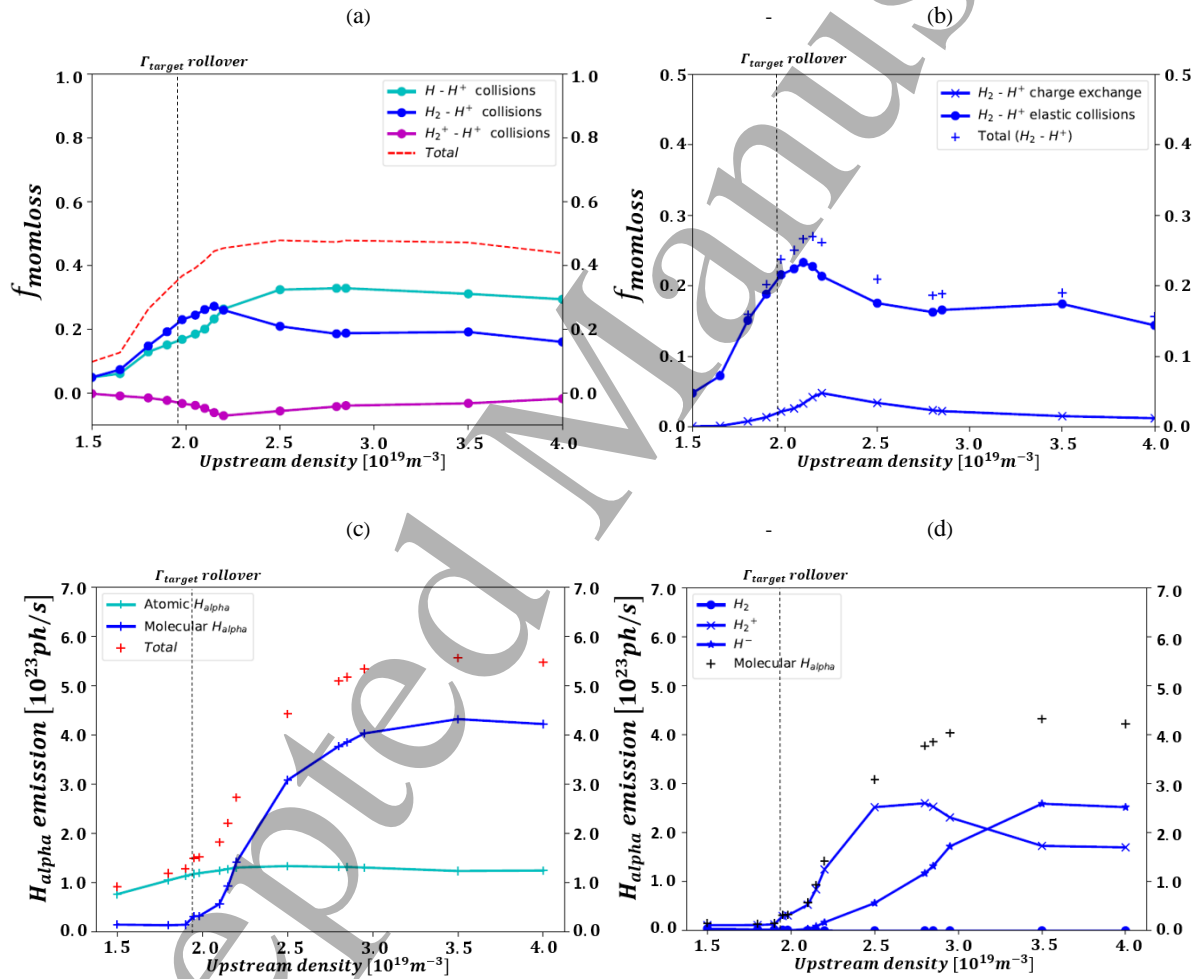 (a)
-
(b)
Γtarget rollover
1.0
0.8
0.6
0.4
0.2
0.0
1.0
0.8
0.6
0.4
0.2
0.0
fmomloss
H - H+ collisions
H2 - H+ collisions
H2+ - H+ collisions
Total
1.5 2.0 2.5 3.0 3.5 4.0
Upstream density [10^19 m^−3]
Γtarget rollover
0.5
0.4
0.3
0.2
0.1
0.0
0.5
0.4
0.3
0.2
0.1
0.0
fmomloss
H2 - H+ charge exchange
H2 - H+ elastic collisions
Total (H2 - H+)
1.5 2.0 2.5 3.0 3.5 4.0
Upstream density [10^19 m^−3]
(c)
-
(d)
Γtarget rollover
7.0
6.0
5.0
4.0
3.0
2.0
1.0
0.0
7.0
6.0
5.0
4.0
3.0
2.0
1.0
0.0
Halpha emission [10^23 ph/s]
Atomic Halpha
Molecular Halpha
Total
1.5 2.0 2.5 3.0 3.5 4.0
Upstream density [10^19 m^−3]
Γtarget rollover
7.0
6.0
5.0
4.0
3.0
2.0
1.0
0.0
7.0
6.0
5.0
4.0
3.0
2.0
1.0
0.0
Halpha emission [10^23 ph/s]
H2
H2+
H−
Molecular Halpha
1.5 2.0 2.5 3.0 3.5 4.0
Upstream density [10^19 m^−3]
epted Manus